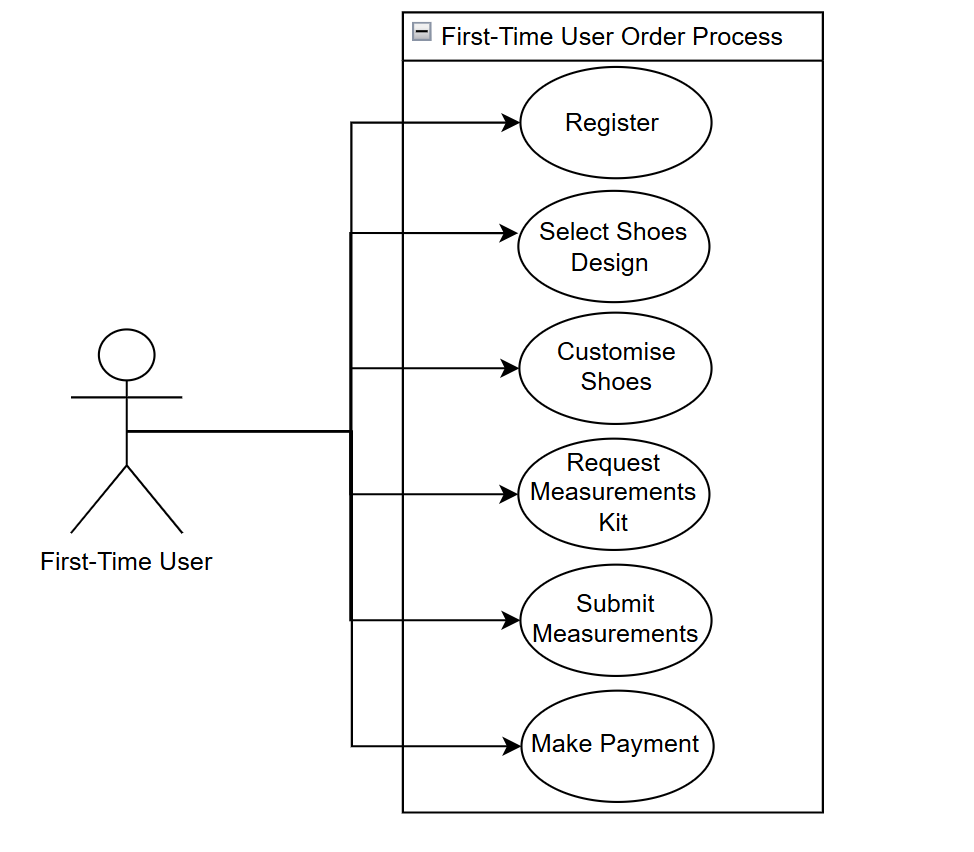 First-Time User Order Process
Register
Select Shoes
Design
Customise
Shoes
Request
Measurements
Kit
Submit
Measurements
Make Payment
First-Time User